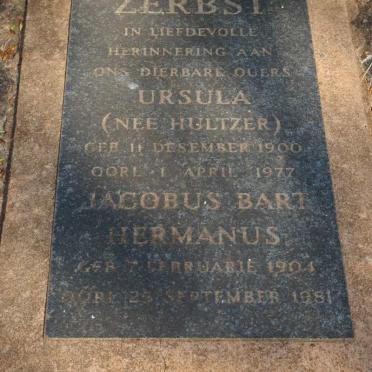 ZERBST
IN LIEFDEVOLLE
HERINNERING AAN
ONS DIERBARE OUERS
URSULA
(NEE HULTZER)
GEB 11 DESEMBER 1900
OORL 1 APRIL 1977
JACOBUS BART
HERMANUS
GEB 7 FEBRUARIE 1904
OORL 25 SEPTEMBER 1981